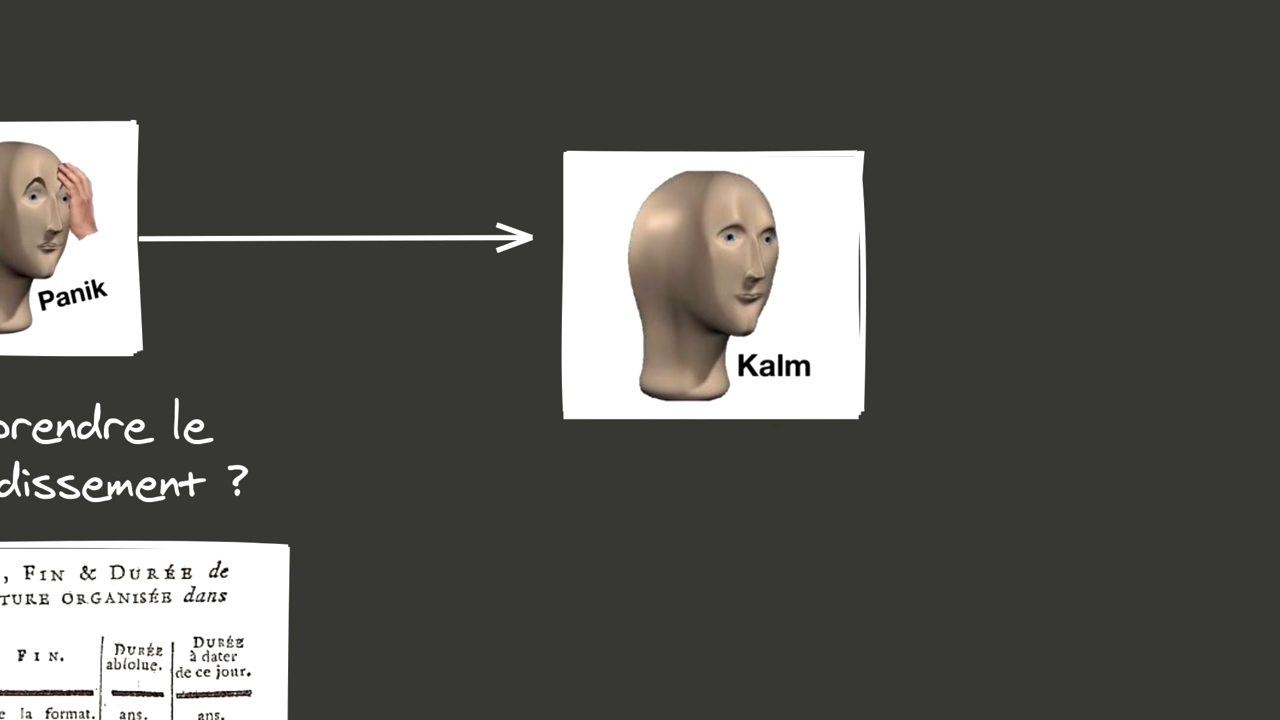 Panik
Kalm
prendre le
dissement ?
, FIN & DURÉE de
TURE ORGANISÉE dans
FIN.
DURÉE
absolue.
DURÉE
à dater
de ce jour.
la format.
ans.
ans.